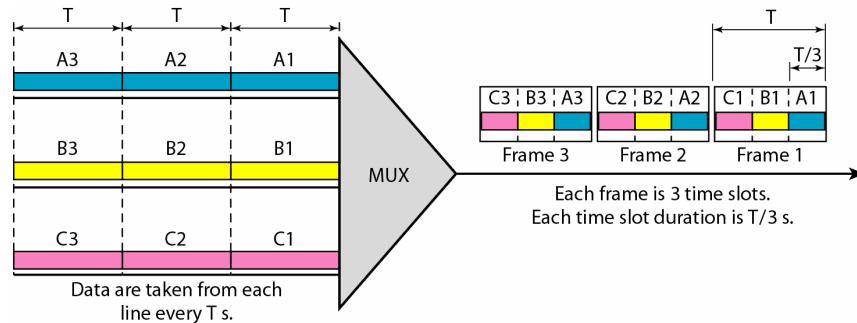 T T T
A3 A2 A1
B3 B2 B1
C3 C2 C1
Data are taken from each
line every T s.
MUX
T
T/3
C3 B3 A3 C2 B2 A2 C1 B1 A1
Frame 3 Frame 2 Frame 1
Each frame is 3 time slots.
Each time slot duration is T/3 s.